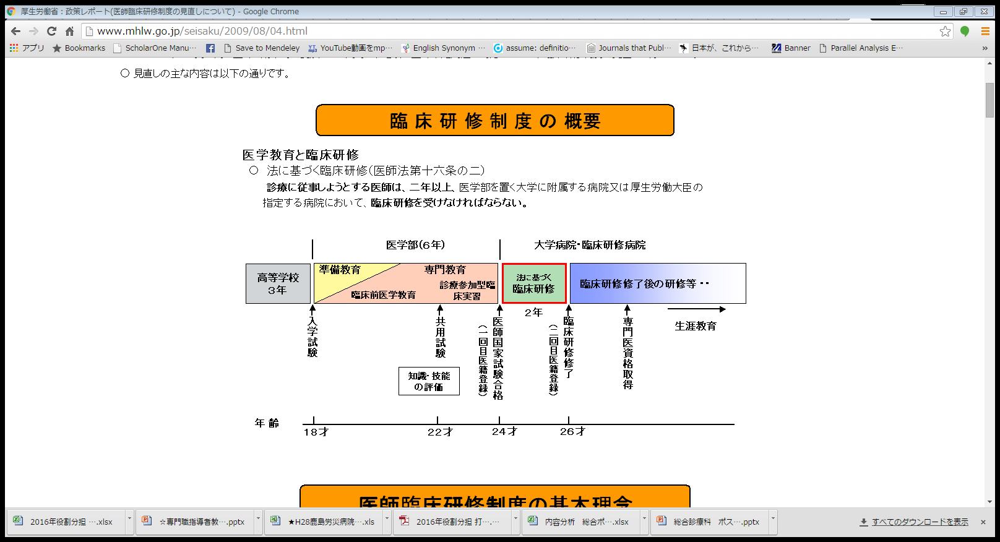 厚生労働省：政策レポート(医師臨床研修制度の見直しについて) - Google Chrome
www.mhlw.go.jp/seisaku/2009/08/04.html
アプリ
Bookmarks
ScholarOne Manu…
Save to Mendeley
YouTube動画をmp…
English Synonym …
assume: definitio…
Journals that Publ…
日本が、これから…
Banner
Parallel Analysis E…
»
○ 見直しの主な内容は以下の通りです。
臨床研修制度の概要
医学教育と臨床研修
○ 法に基づく臨床研修（医師法第十六条の二）
診療に従事しようとする医師は、二年以上、医学部を置く大学に附属する病院又は厚生労働大臣の
指定する病院において、臨床研修を受けなければならない。
医学部(６年)
大学病院・臨床研修病院
高等学校
３年
準備教育
専門教育
臨床前医学教育
診療参加型臨
床実習
法に基づく
臨床研修
臨床研修修了後の研修等・・
２年
入学試験
共用試験
医師国家試験合格
（一回目医籍登録）
臨床研修修了
（二回目医籍登録）
専門医資格取得
生涯教育
知識・技能
の評価
年 齢
18才
22才
24才
26才
医師臨床研修制度の基本理念
2016年役割分担 ….xlsx
☆専門職指導者教….pptx
★H28鹿島労災病院….xls
2016年役割分担 打….…
内容分析　総合ポ….xlsx
総合診療科　ポス….pptx
すべてのダウンロードを表示